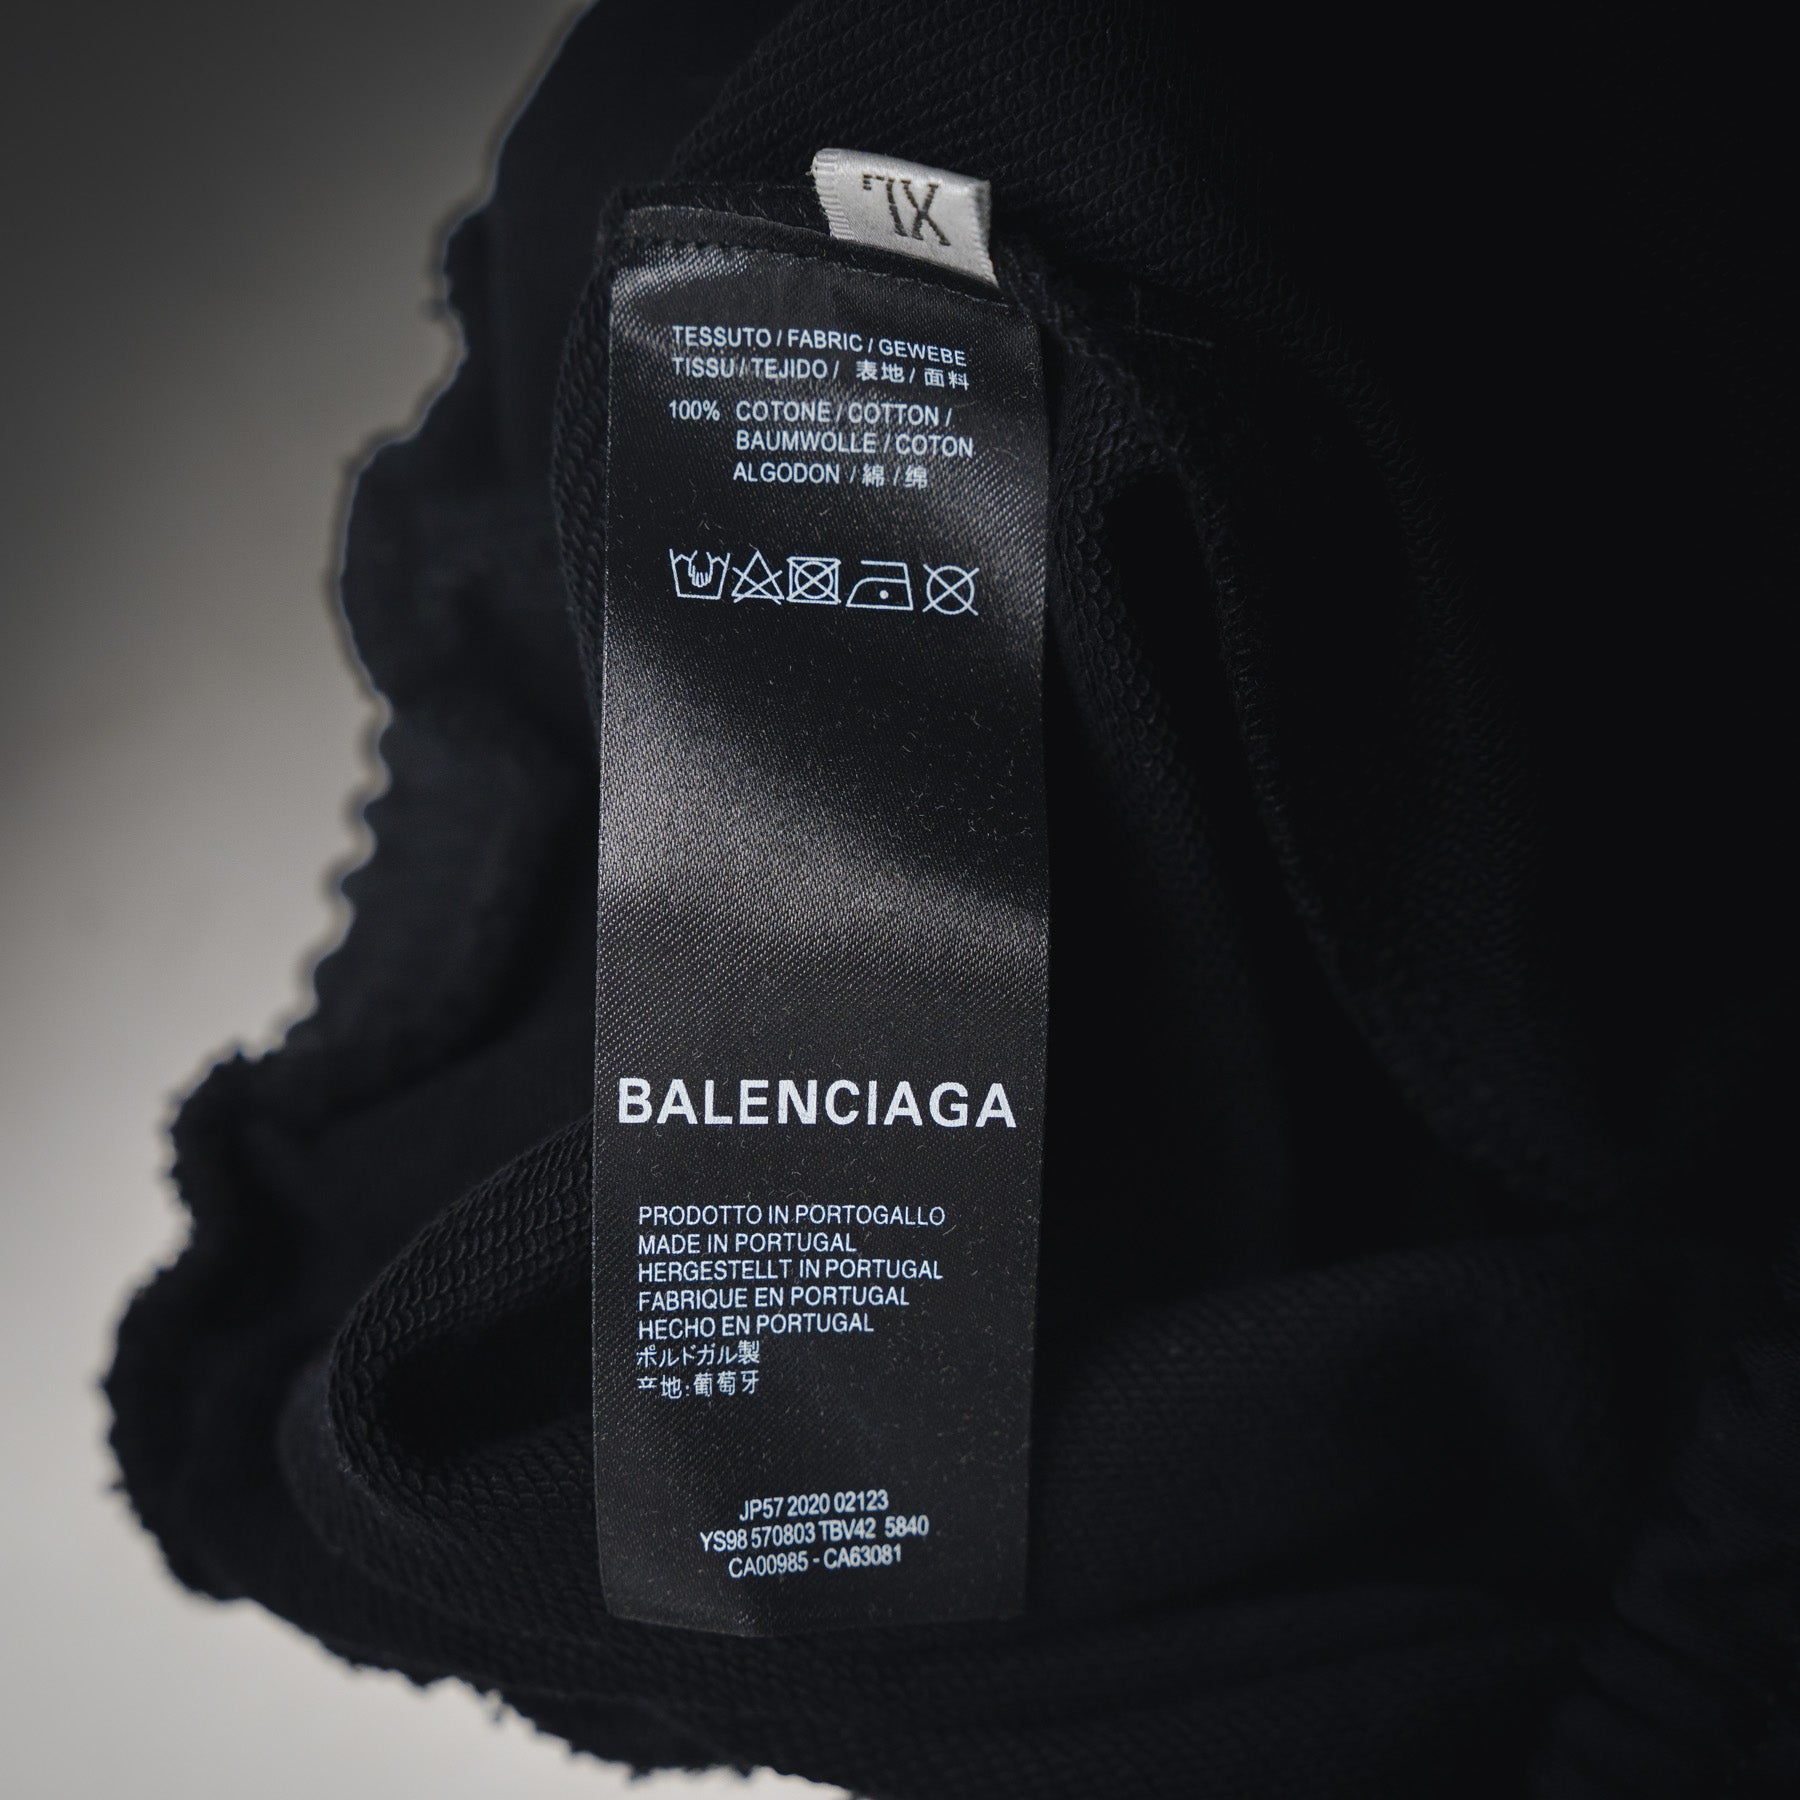 XL
TESSUTO / FABRIC / GEWEBE
TISSU / TEJIDO / 表地 / 面料
100% COTONE / COTTON /
BAUMWOLLE / COTON
ALGODON / 綿 / 绵
BALENCIAGA
PRODOTTO IN PORTOGALLO
MADE IN PORTUGAL
HERGESTELLT IN PORTUGAL
FABRIQUE EN PORTUGAL
HECHO EN PORTUGAL
ポルドガル製
产地:葡萄牙
JP57 2020 02123
YS98 570803 TBV42 5840
CA00985 - CA63081